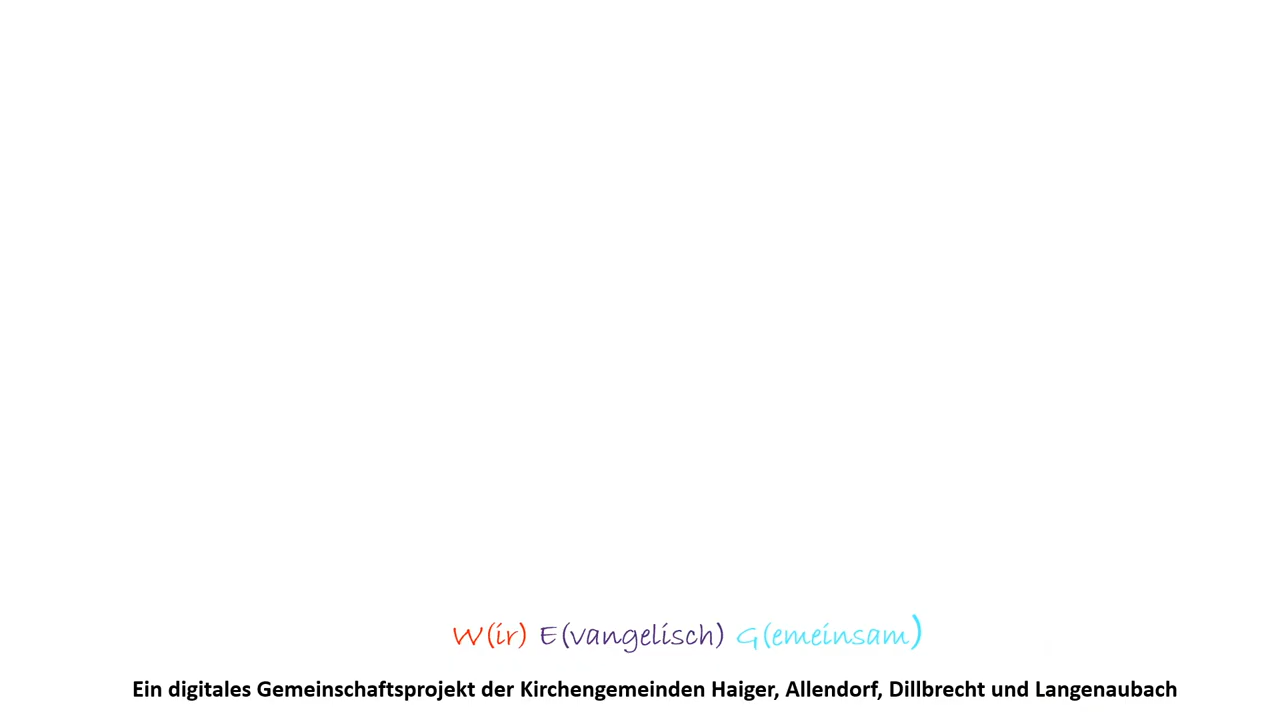 W(ir) E(vangelisch) G(emeinsam)
Ein digitales Gemeinschaftsprojekt der Kirchengemeinden Haiger, Allendorf, Dillbrecht und Langenaubach